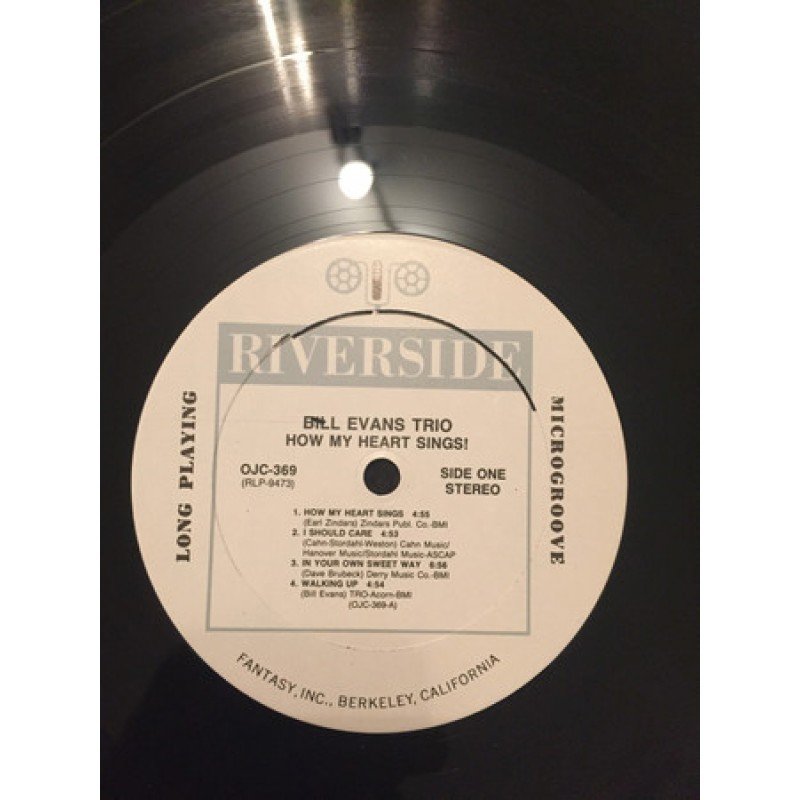 RIVERSIDE
LONG PLAYING
MICROGROOVE
BILL EVANS TRIO
HOW MY HEART SINGS!
OJC-369
(RLP-9473)
SIDE ONE
STEREO
1. HOW MY HEART SINGS 4:55
(Earl Zindars) Zindars Publ. Co.-BMI
2. I SHOULD CARE 4:53
(Cahn-Stordahl-Weston) Cahn Music/
Hanover Music/Stordahl Music-ASCAP
3. IN YOUR OWN SWEET WAY 6:56
(Dave Brubeck) Derry Music Co.-BMI
4. WALKING UP 4:54
(Bill Evans) TRO-Acorn-BMI
(OJC-369-A)
FANTASY, INC., BERKELEY, CALIFORNIA